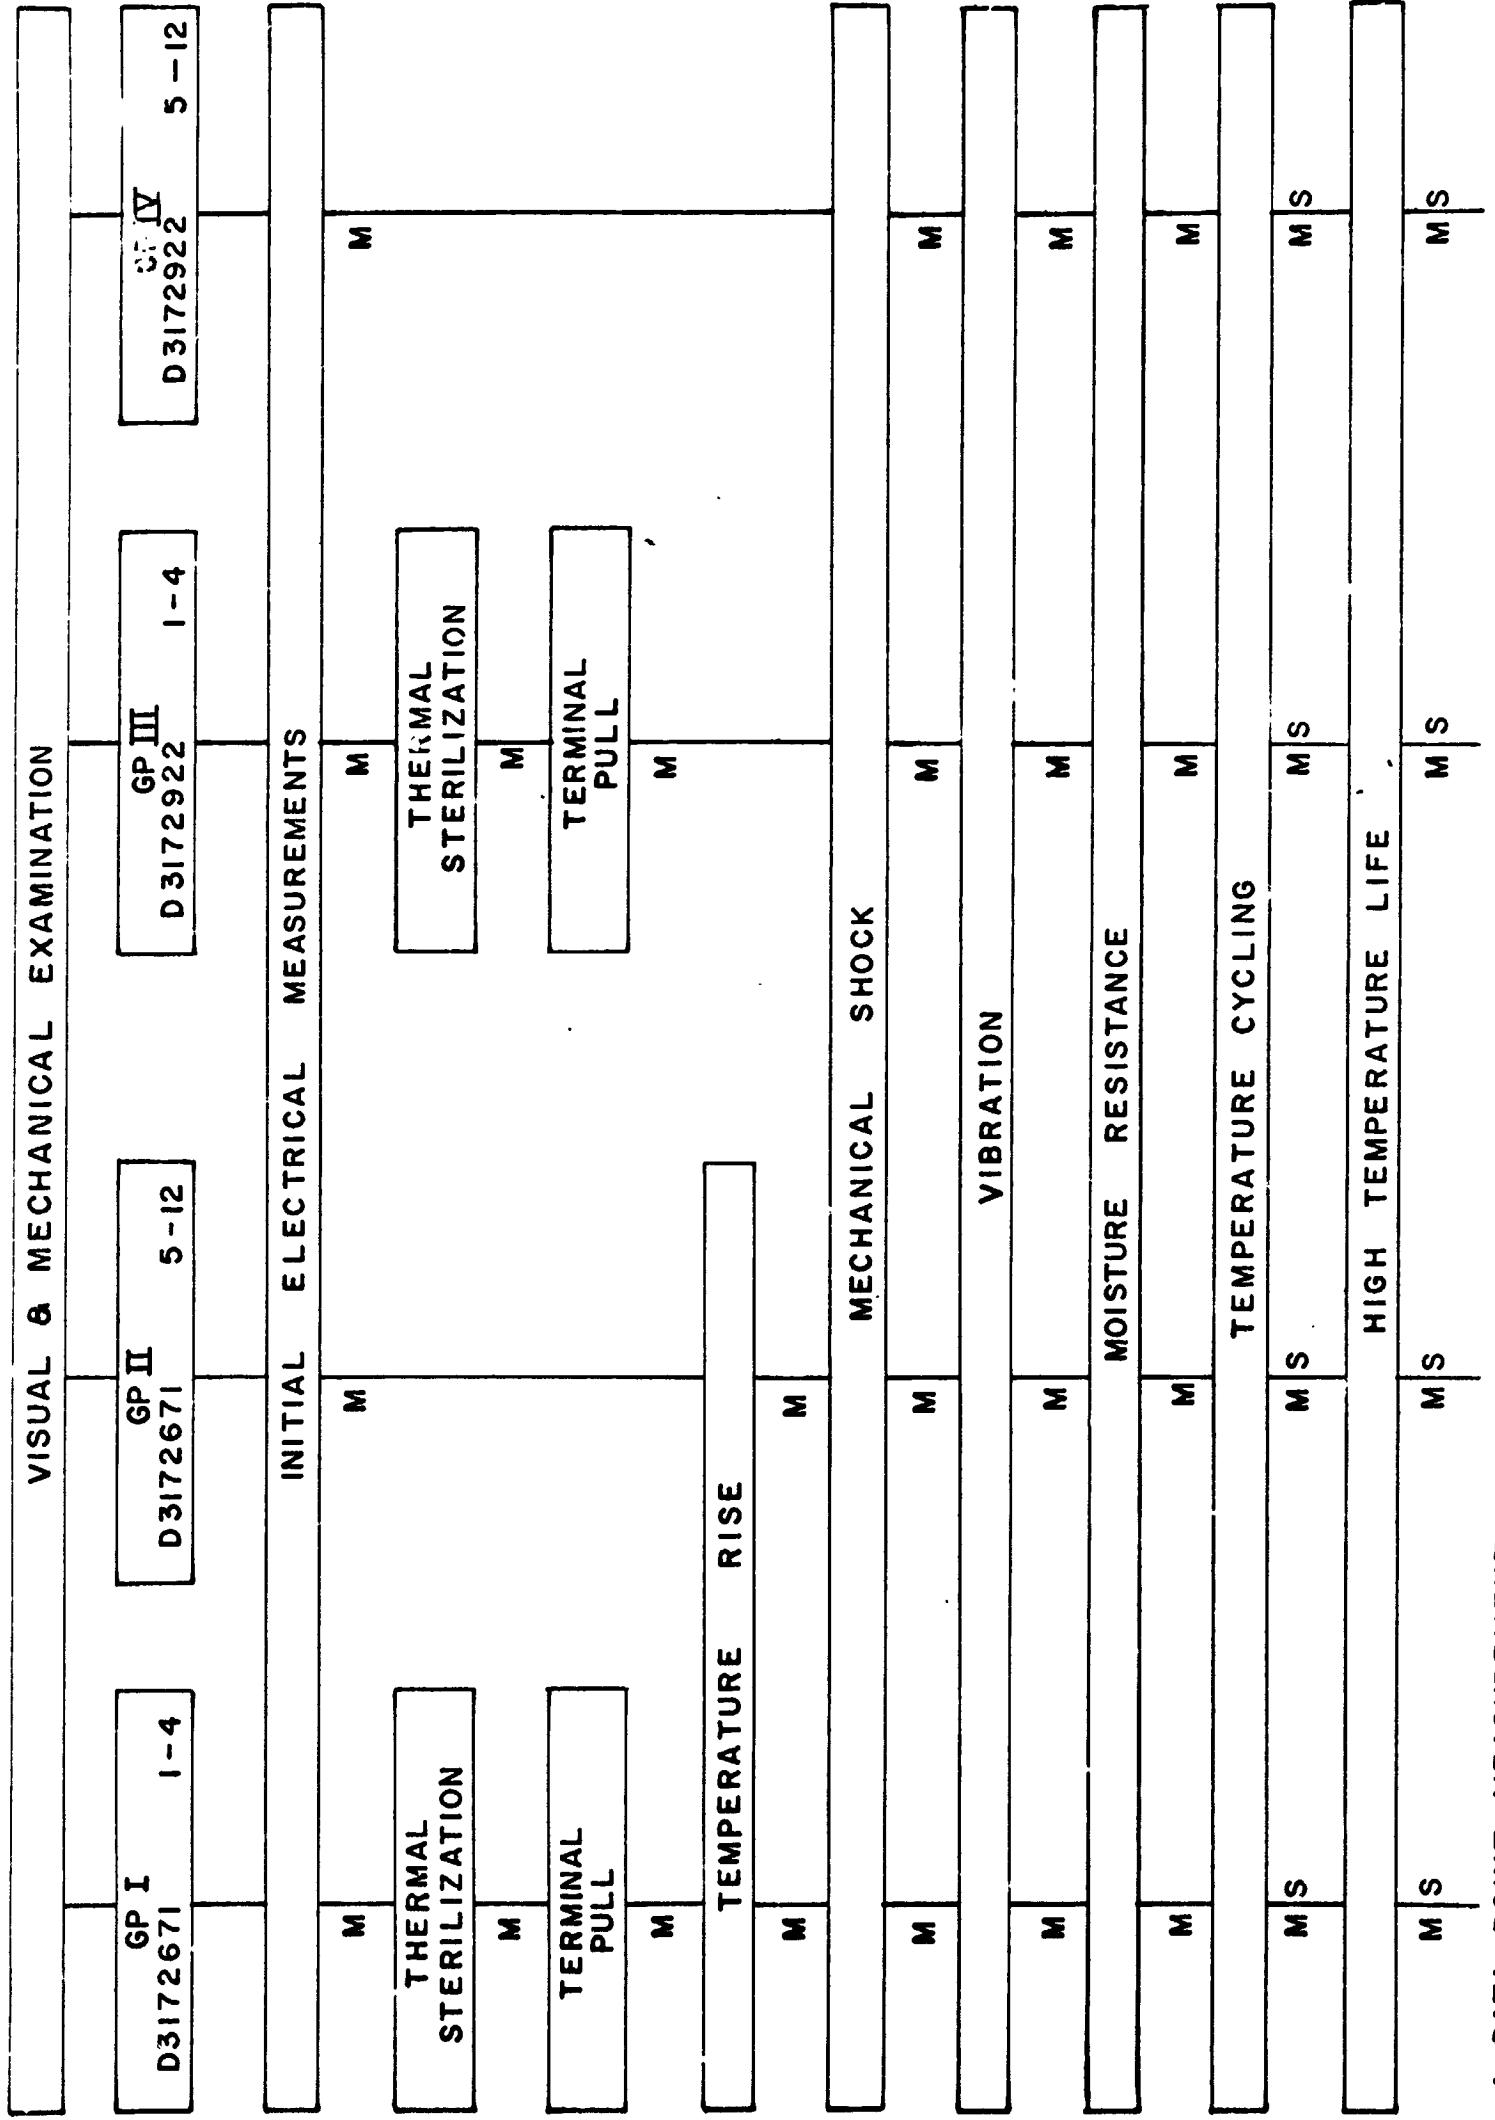 VISUAL & MECHANICAL EXAMINATION
GP I
D3172671 1-4
GP II
D3172671 5-12
GP III
D3172922 1-4
IV
D3172922 5-12
INITIAL ELECTRICAL MEASUREMENTS
M M M M
THERMAL
STERILIZATION
THERMAL
STERILIZATION
M M
TERMINAL
PULL
TERMINAL
PULL
M M
TEMPERATURE RISE
M M
MECHANICAL SHOCK
M M M M
VIBRATION
M M M M
MOISTURE RESISTANCE
M M M M
TEMPERATURE CYCLING
M S M S M S M S
HIGH TEMPERATURE LIFE
M S M S M S M S